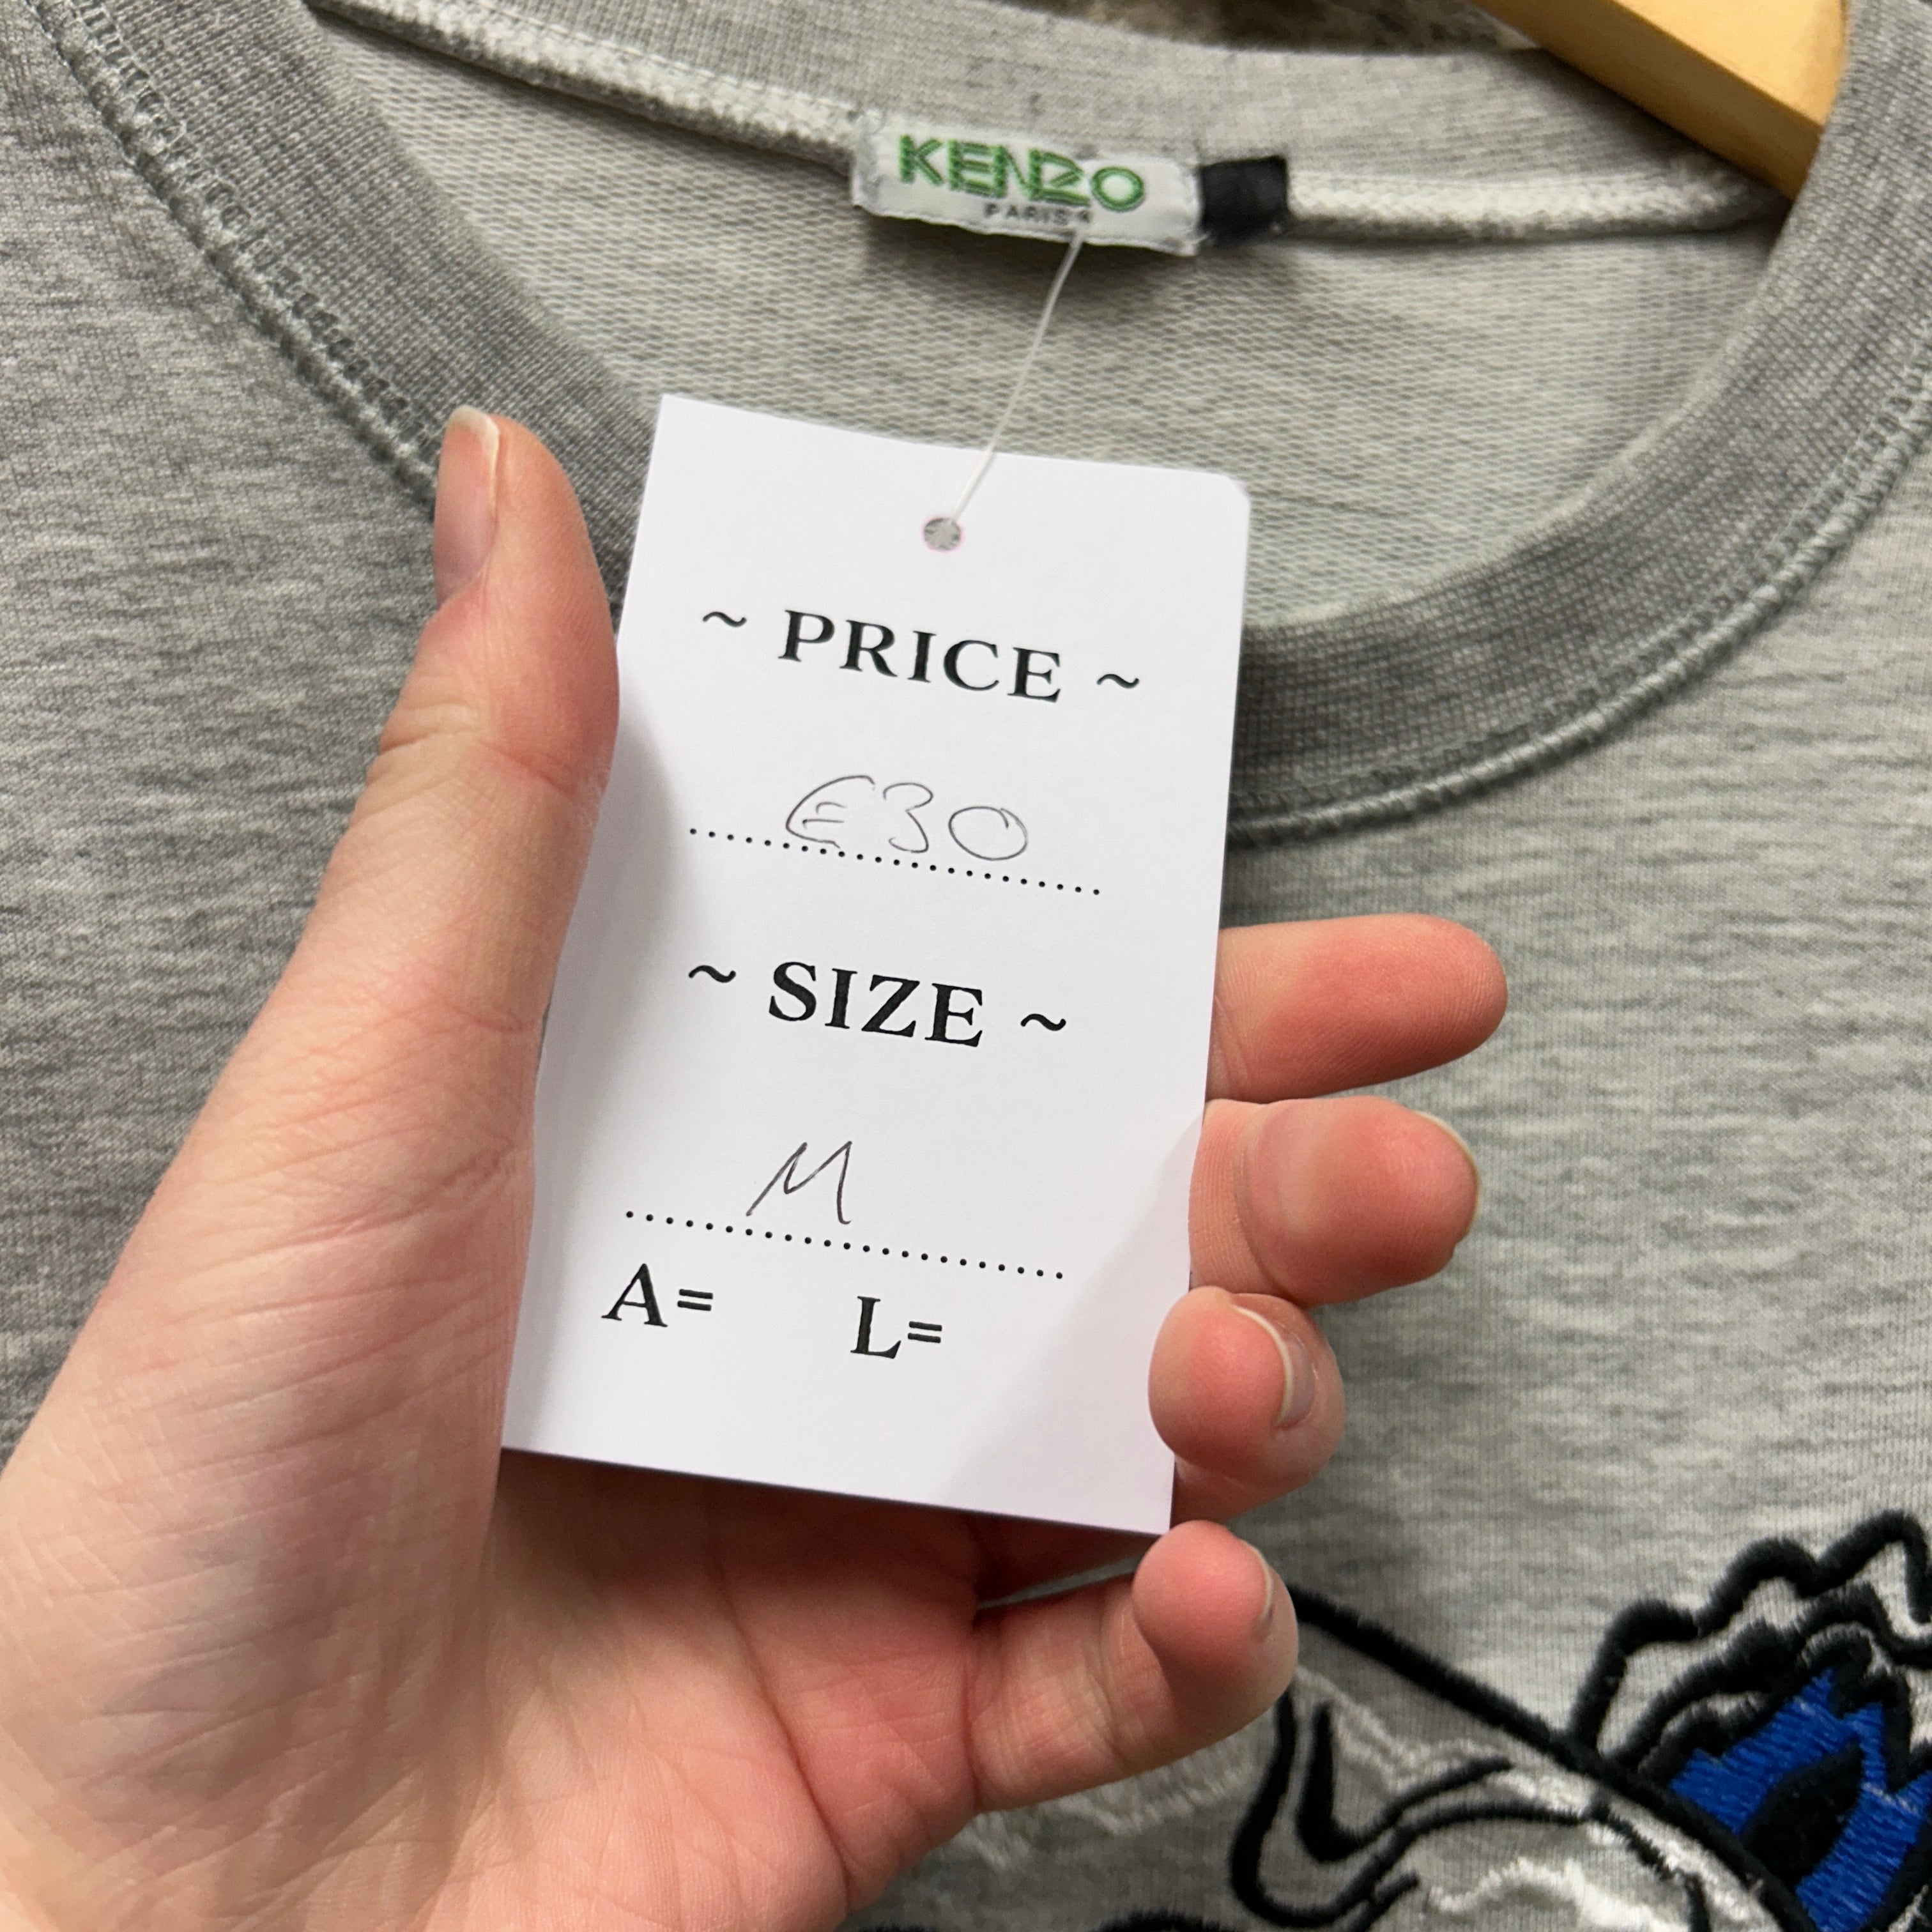 KENZO
PARIS
~ PRICE ~
€30
~ SIZE ~
M
A= L=